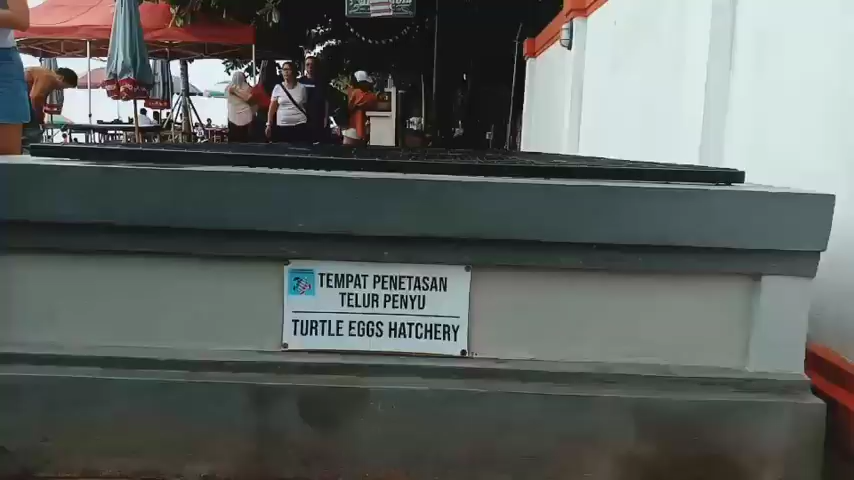 TEMPAT PENETASAN
TELUR PENYU
TURTLE EGGS HATCHERY